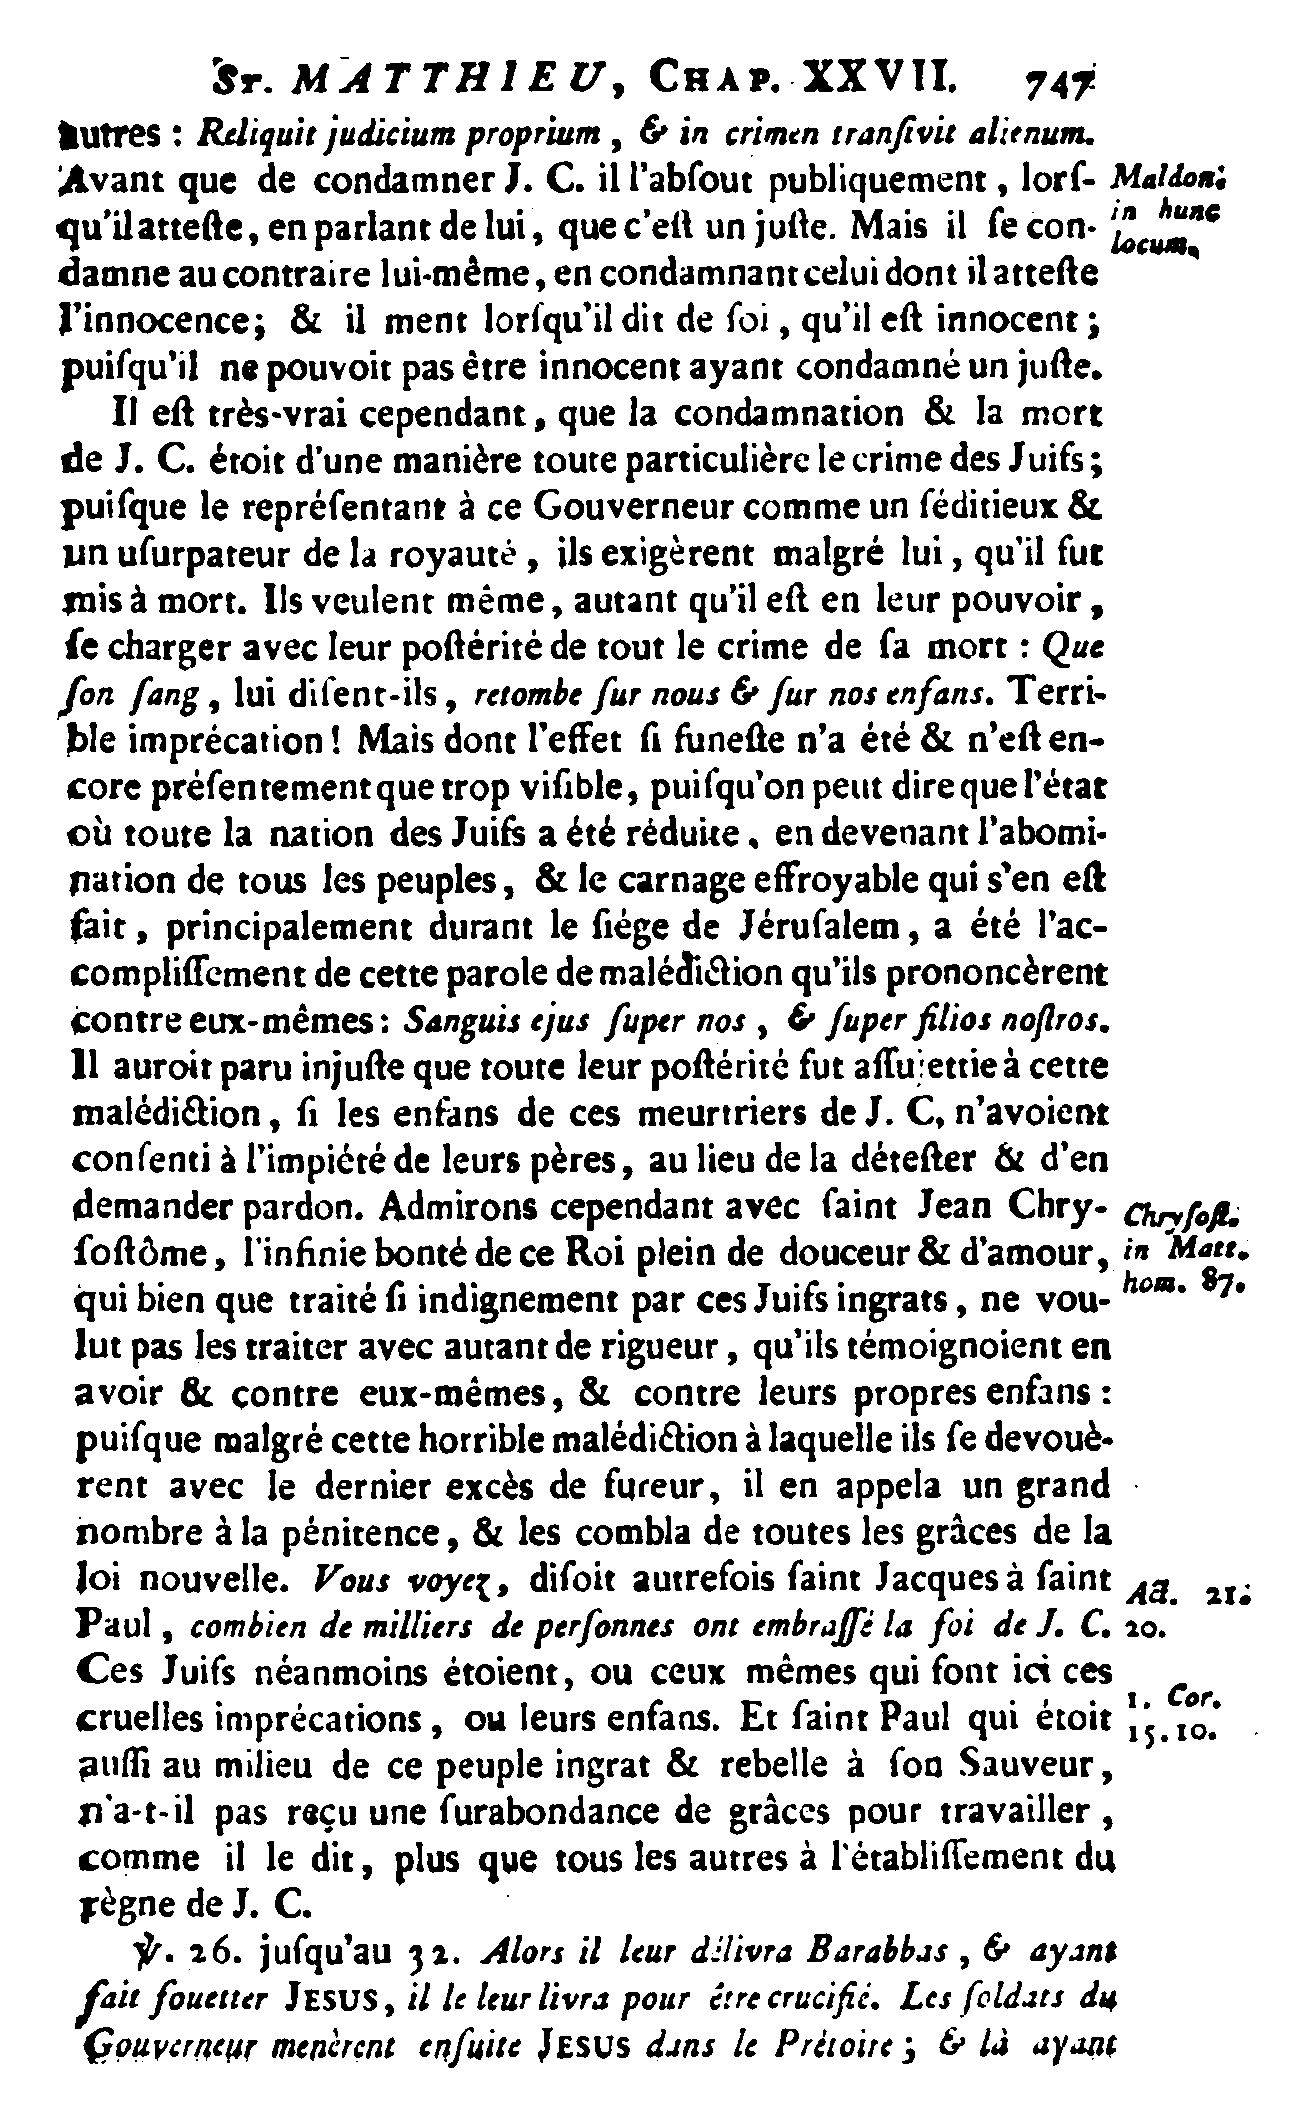 St. MATTHIEU, CHAP. XXVII. 747
autres : Reliquit judicium proprium, & in crimen tranſivit alienum.
Avant que de condamner J. C. il l'abſout publiquement, lorſ-
Maldon.
qu'il atteſte, en parlant de lui, que c'eſt un juſte. Mais il ſe con-
in hunc
locum.
damne au contraire lui-même, en condamnant celui dont il atteſte
l'innocence; & il ment lorſqu'il dit de ſoi, qu'il eſt innocent;
puiſqu'il ne pouvoit pas être innocent ayant condamné un juſte.
Il eſt très-vrai cependant, que la condamnation & la mort
de J. C. étoit d'une manière toute particulière le crime des Juifs;
puiſque le repréſentant à ce Gouverneur comme un ſéditieux &
un uſurpateur de la royauté, ils exigèrent malgré lui, qu'il fut
mis à mort. Ils veulent même, autant qu'il eſt en leur pouvoir,
ſe charger avec leur poſtérité de tout le crime de ſa mort : Que
ſon ſang, lui diſent-ils, retombe ſur nous & ſur nos enfans. Terri-
ble imprécation! Mais dont l'effet ſi funeſte n'a été & n'eſt en-
core préſentement que trop viſible, puiſqu'on peut dire que l'état
où toute la nation des Juifs a été réduite, en devenant l'abomi-
nation de tous les peuples, & le carnage effroyable qui s'en eſt
fait, principalement durant le ſiége de Jéruſalem, a été l'ac-
compliſſement de cette parole de malédiction qu'ils prononcèrent
contre eux-mêmes: Sanguis ejus ſuper nos, & ſuper filios noſtros.
Il auroit paru injuſte que toute leur poſtérité fut aſſujettie à cette
malédiction, ſi les enfans de ces meurtriers de J. C, n'avoient
conſenti à l'impiété de leurs pères, au lieu de la déteſter & d'en
demander pardon. Admirons cependant avec ſaint Jean Chry-
Chryſoſt.
ſoſtôme, l'infinie bonté de ce Roi plein de douceur & d'amour,
in Matt.
hom. 87.
qui bien que traité ſi indignement par ces Juifs ingrats, ne vou-
lut pas les traiter avec autant de rigueur, qu'ils témoignoient en
avoir & contre eux-mêmes, & contre leurs propres enfans :
puiſque malgré cette horrible malédiction à laquelle ils ſe devouè-
rent avec le dernier excès de fureur, il en appela un grand
nombre à la pénitence, & les combla de toutes les grâces de la
loi nouvelle. Vous voyez, diſoit autrefois ſaint Jacques à ſaint
Act. 21.
Paul, combien de milliers de perſonnes ont embraſſé la foi de J. C.
20.
Ces Juifs néanmoins étoient, ou ceux mêmes qui font ici ces
cruelles imprécations, ou leurs enfans. Et ſaint Paul qui étoit
1. Cor.
15. 10.
auſſi au milieu de ce peuple ingrat & rebelle à ſon Sauveur,
n'a-t-il pas reçu une ſurabondance de grâces pour travailler,
comme il le dit, plus que tous les autres à l'établiſſement du
règne de J. C.
℣. 26. juſqu'au 32. Alors il leur délivra Barabbas, & ayant
fait fouetter JESUS, il le leur livra pour être crucifié. Les ſoldats du
Gouverneur menèrent enſuite JESUS dans le Prétoire; & là ayant